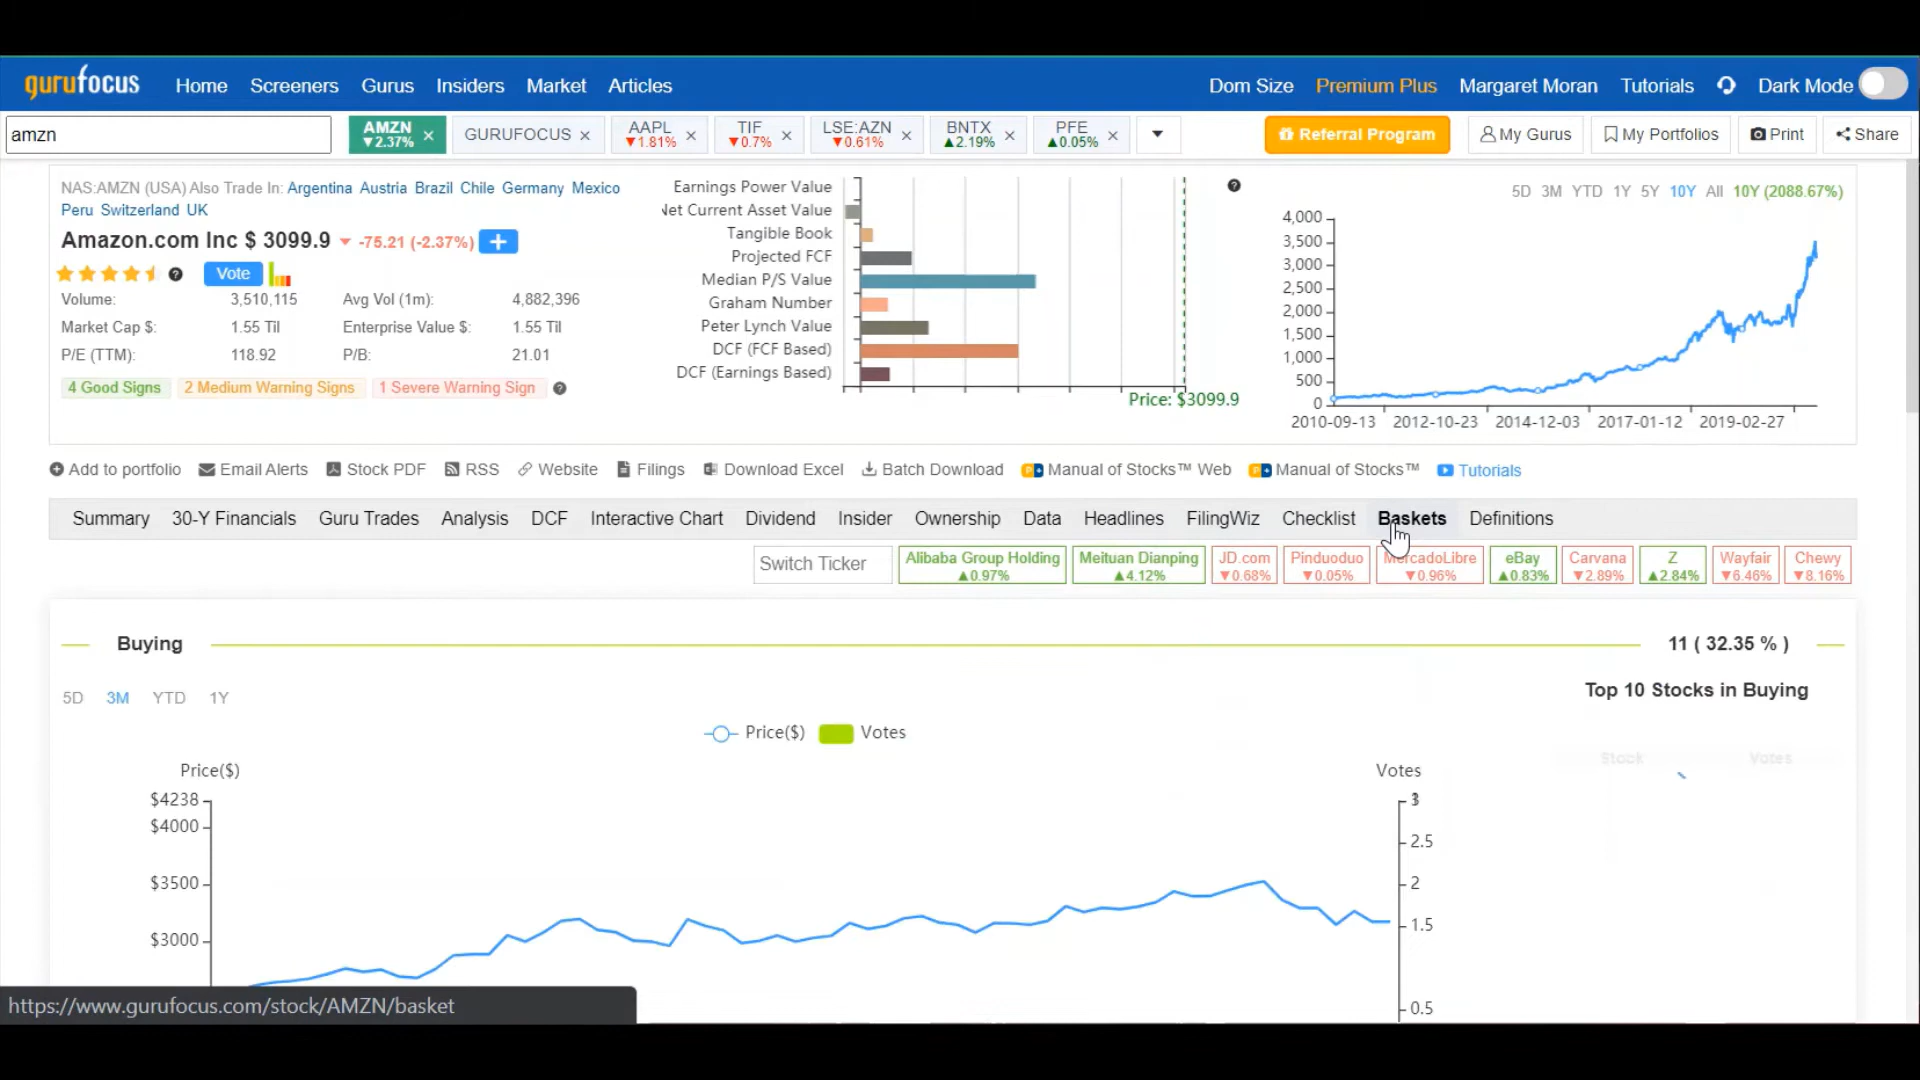 gurufocus Home Screeners Gurus Insiders Market Articles Dom Size Premium Plus Margaret Moran Tutorials Dark Mode
amzn AMZN ▼2.37% × GURUFOCUS × AAPL ▼1.81% × TIF ▼0.7% × LSE:AZN ▼0.61% × BNTX ▲2.19% × PFE ▲0.05% × Referral Program My Gurus My Portfolios Print Share
NAS:AMZN (USA) Also Trade In: Argentina Austria Brazil Chile Germany Mexico
Peru Switzerland UK
Amazon.com Inc $ 3099.9 -75.21 (-2.37%)
Vote
Volume: 3,510,115 Avg Vol (1m): 4,882,396
Market Cap $: 1.55 Til Enterprise Value $: 1.55 Til
P/E (TTM): 118.92 P/B: 21.01
4 Good Signs 2 Medium Warning Signs 1 Severe Warning Sign
Earnings Power Value
Net Current Asset Value
Tangible Book
Projected FCF
Median P/S Value
Graham Number
Peter Lynch Value
DCF (FCF Based)
DCF (Earnings Based)
Price: $3099.9
5D 3M YTD 1Y 5Y 10Y All 10Y (2088.67%)
4,000
3,500
3,000
2,500
2,000
1,500
1,000
500
0
2010-09-13 2012-10-23 2014-12-03 2017-01-12 2019-02-27
Add to portfolio Email Alerts Stock PDF RSS Website Filings Download Excel Batch Download Manual of Stocks™ Web Manual of Stocks™ Tutorials
Summary 30-Y Financials Guru Trades Analysis DCF Interactive Chart Dividend Insider Ownership Data Headlines FilingWiz Checklist Baskets Definitions
Switch Ticker
Alibaba Group Holding Meituan Dianping JD.com Pinduoduo MercadoLibre eBay Carvana Z Wayfair Chewy
▲0.97% ▲4.12% ▼0.68% ▼0.05% ▼0.96% ▲0.83% ▼2.89% ▲2.84% ▼6.46% ▼8.16%
Buying 11 ( 32.35 % )
5D 3M YTD 1Y
Top 10 Stocks in Buying
Price($) Votes
Stock Votes
Price($) Votes
$4238
$4000
$3500
$3000
3
2.5
2
1.5
0.5
https://www.gurufocus.com/stock/AMZN/basket